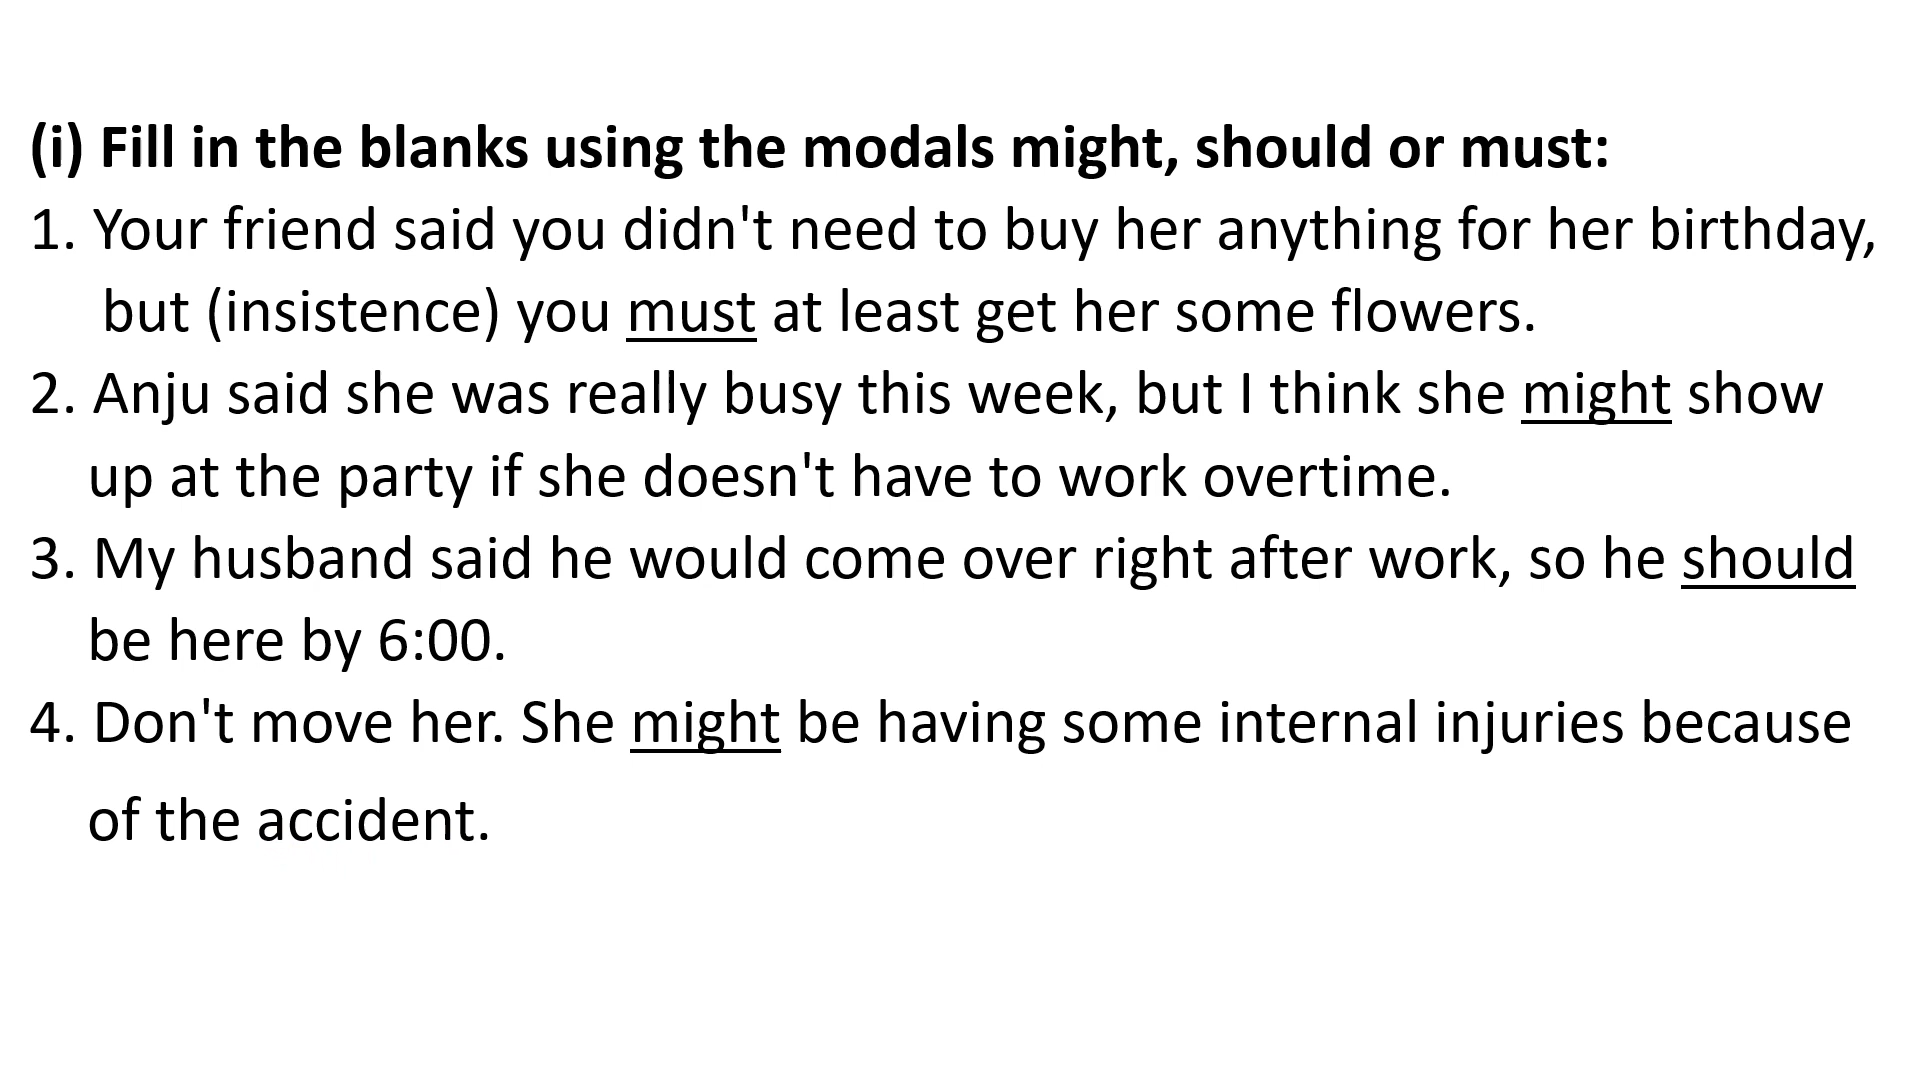 (i) Fill in the blanks using the modals might, should or must:
1. Your friend said you didn't need to buy her anything for her birthday,
but (insistence) you must at least get her some flowers.
2. Anju said she was really busy this week, but I think she might show
up at the party if she doesn't have to work overtime.
3. My husband said he would come over right after work, so he should
be here by 6:00.
4. Don't move her. She might be having some internal injuries because
of the accident.